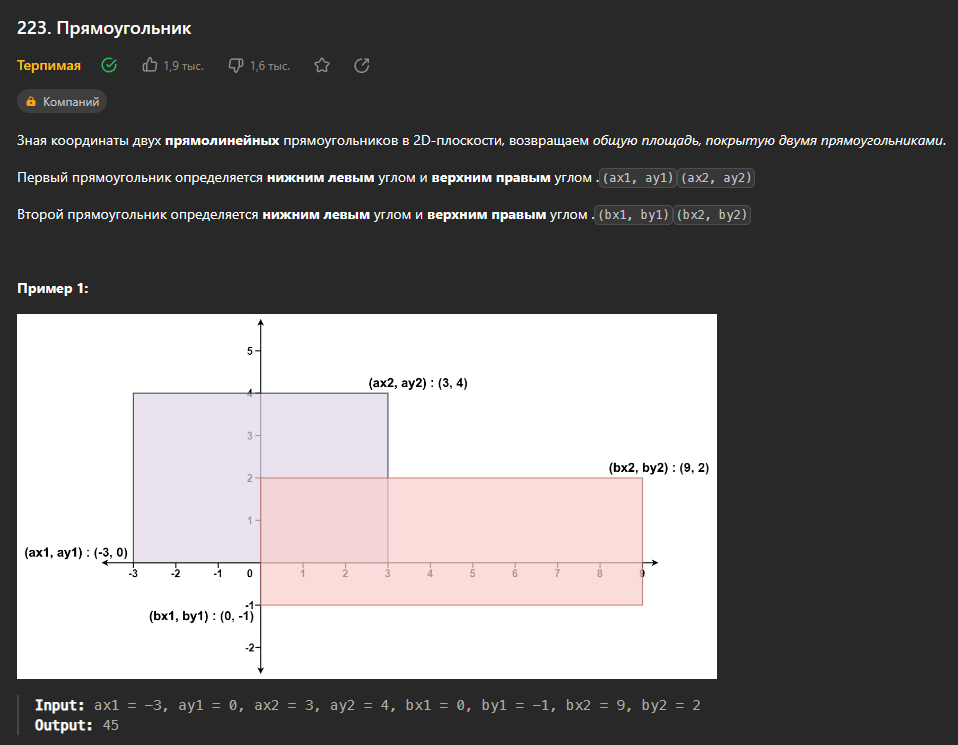 223. Прямоугольник
Терпимая 1,9 тыс. 1,6 тыс.
Компаний
Зная координаты двух прямолинейных прямоугольников в 2D-плоскости, возвращаем общую площадь, покрытую двумя прямоугольниками.
Первый прямоугольник определяется нижним левым углом и верхним правым углом .(ax1, ay1)(ax2, ay2)
Второй прямоугольник определяется нижним левым углом и верхним правым углом .(bx1, by1)(bx2, by2)
Пример 1:
5
(ax2, ay2) : (3, 4)
4
3
(bx2, by2) : (9, 2)
2
1
(ax1, ay1) : (-3, 0)
-3 -2 -1 0 1 2 3 4 5 6 7 8 9
-1
(bx1, by1) : (0, -1)
-2
Input: ax1 = -3, ay1 = 0, ax2 = 3, ay2 = 4, bx1 = 0, by1 = -1, bx2 = 9, by2 = 2
Output: 45